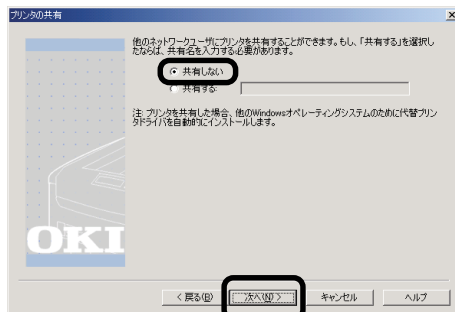 プリンタの共有
他のネットワークユーザにプリンタを共有することができます。もし、「共有する」を選択し
たならば、共有名を入力する必要があります。
共有しない
共有する:
注: プリンタを共有した場合、他のWindowsオペレーティングシステムのために代替プリン
タドライバを自動的にインストールします。
OKI
< 戻る(B)
次へ(N) >
キャンセル
ヘルプ